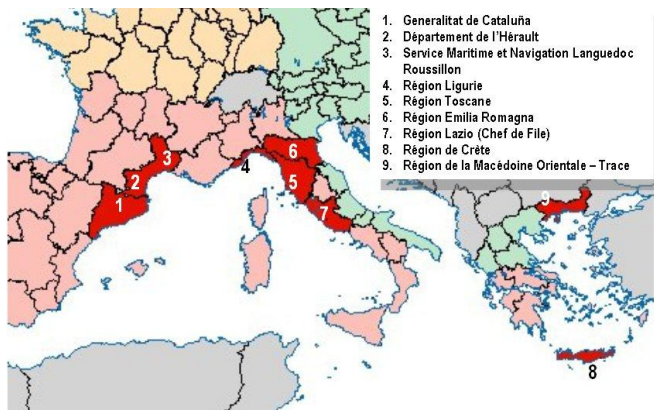 1. Generalitat de Cataluña
2. Département de l'Hérault
3. Service Maritime et Navigation Languedoc
Roussillon
4. Région Ligurie
5. Région Toscane
6. Région Emilia Romagna
7. Région Lazio (Chef de File)
8. Région de Crête
9. Région de la Macédoine Orientale – Trace
9
6
3
4
2
5
1
7
8